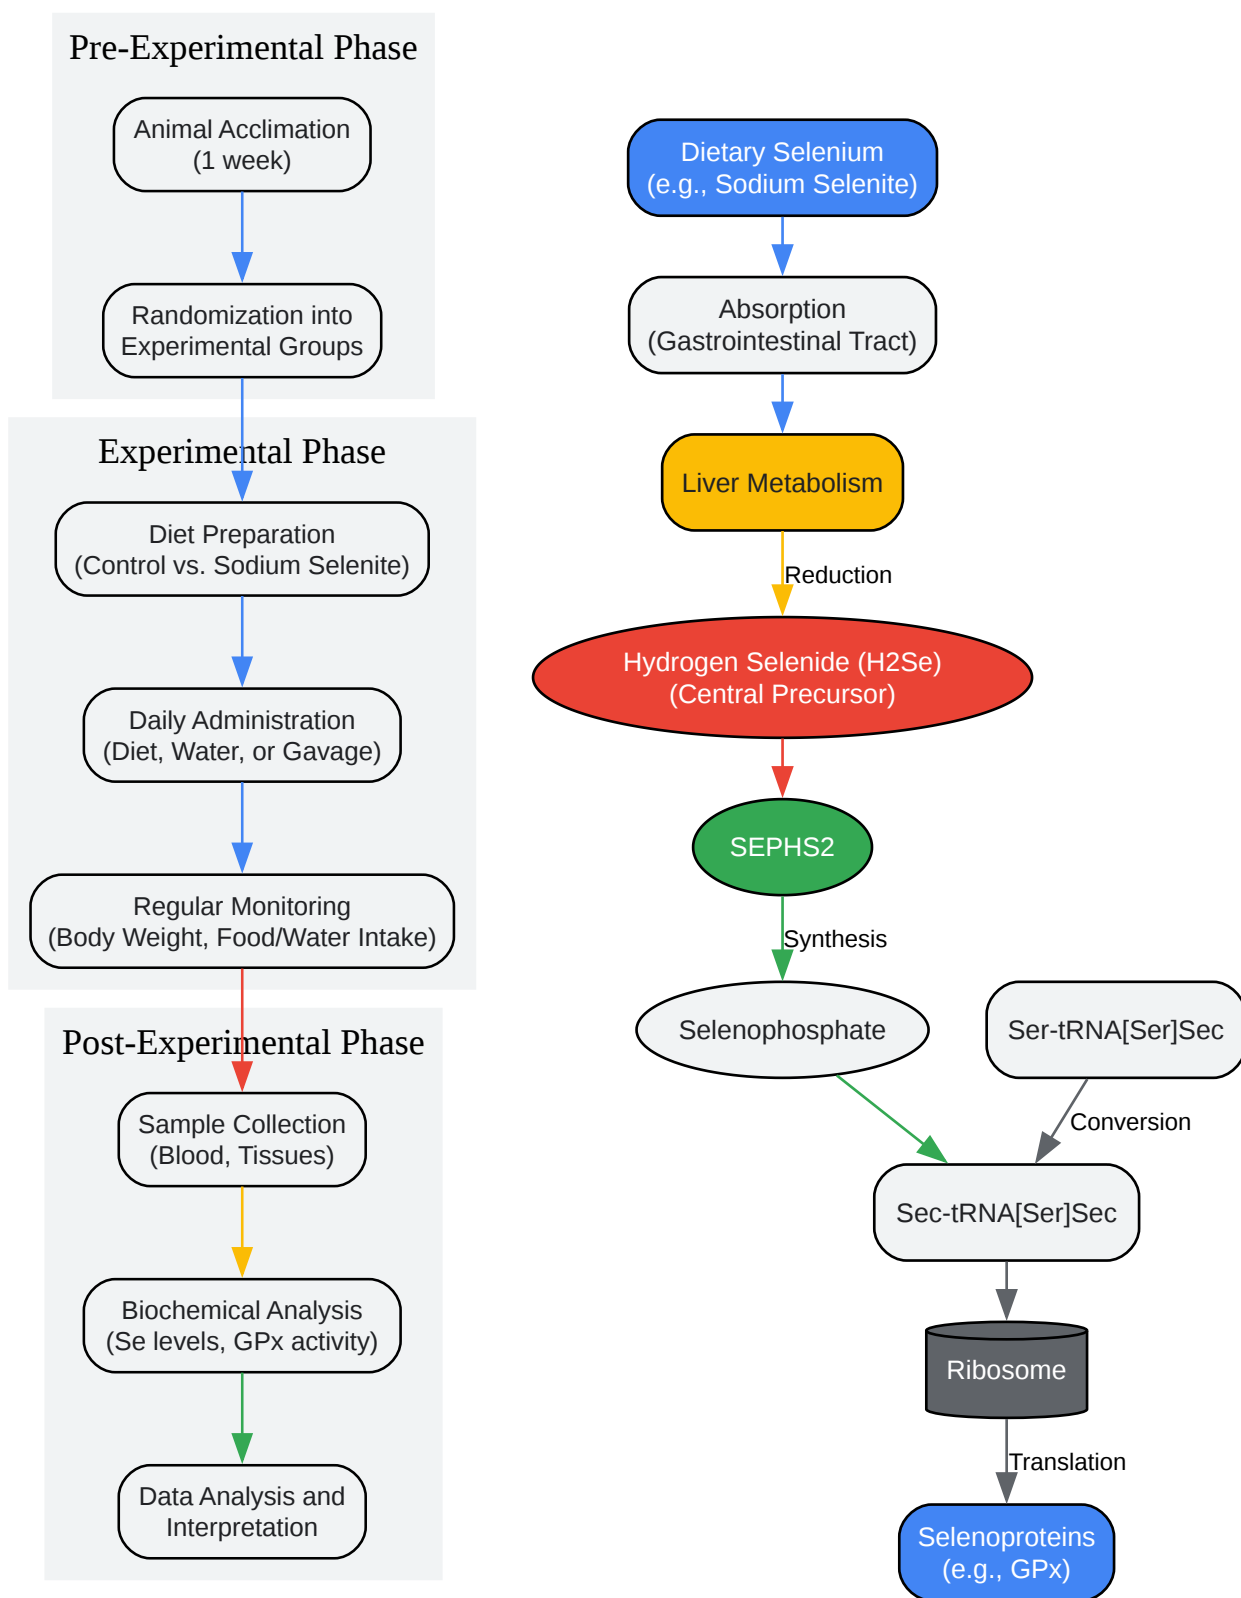 Pre-Experimental Phase
Animal Acclimation
(1 week)
Randomization into
Experimental Groups
Experimental Phase
Diet Preparation
(Control vs. Sodium Selenite)
Daily Administration
(Diet, Water, or Gavage)
Regular Monitoring
(Body Weight, Food/Water Intake)
Post-Experimental Phase
Sample Collection
(Blood, Tissues)
Biochemical Analysis
(Se levels, GPx activity)
Data Analysis and
Interpretation
Dietary Selenium
(e.g., Sodium Selenite)
Absorption
(Gastrointestinal Tract)
Liver Metabolism
Reduction
Hydrogen Selenide (H2Se)
(Central Precursor)
SEPHS2
Synthesis
Selenophosphate
Ser-tRNA[Ser]Sec
Conversion
Sec-tRNA[Ser]Sec
Ribosome
Translation
Selenoproteins
(e.g., GPx)